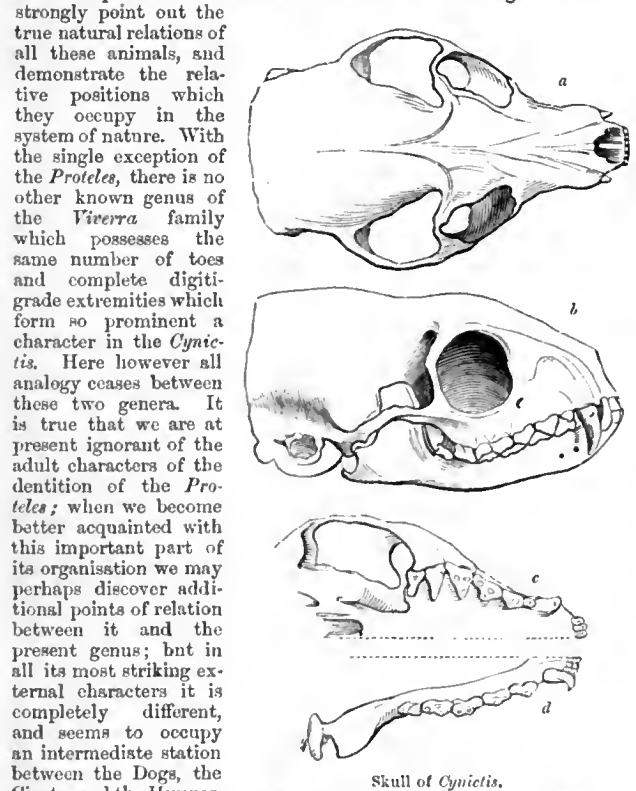 strongly point out the
true natural relations of
all these animals, and
demonstrate the rela-
tive positions which
they occupy in the
system of nature. With
the single exception of
the Proteles, there is no
other known genus of
the Viverra family
which possesses the
same number of toes
and complete digiti-
grade extremities which
form so prominent a
character in the Cynic-
tis. Here however all
analogy ceases between
these two genera. It
is true that we are at
present ignorant of the
adult characters of the
dentition of the Pro-
teles; when we become
better acquainted with
this important part of
its organisation we may
perhaps discover addi-
tional points of relation
between it and the
present genus; but in
all its most striking ex-
ternal characters it is
completely different,
and seems to occupy
an intermediate station
between the Dogs, the
a
b
c
d
Skull of Cynictis.